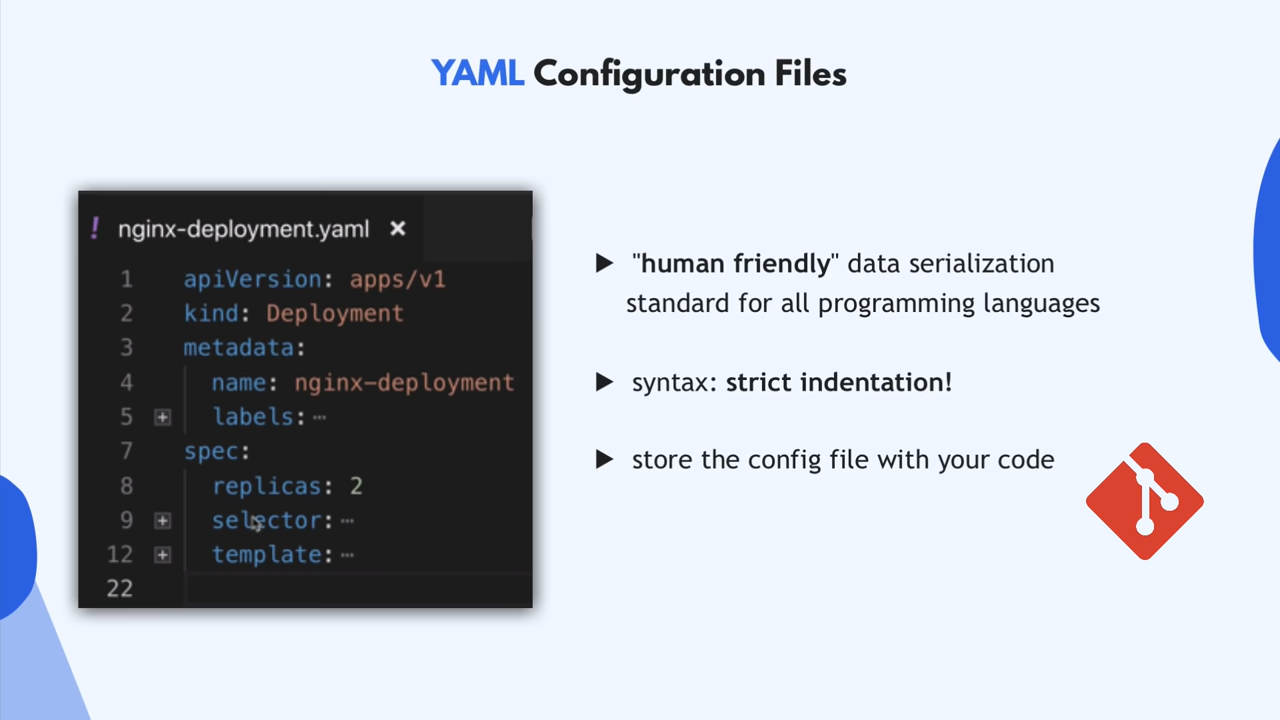 YAML Configuration Files
! nginx-deployment.yaml ×
1 apiVersion: apps/v1
2 kind: Deployment
3 metadata:
4 name: nginx-deployment
5 labels:⋯
7 spec:
8 replicas: 2
9 selector:⋯
12 template:⋯
22
▶ "human friendly" data serialization
standard for all programming languages
▶ syntax: strict indentation!
▶ store the config file with your code